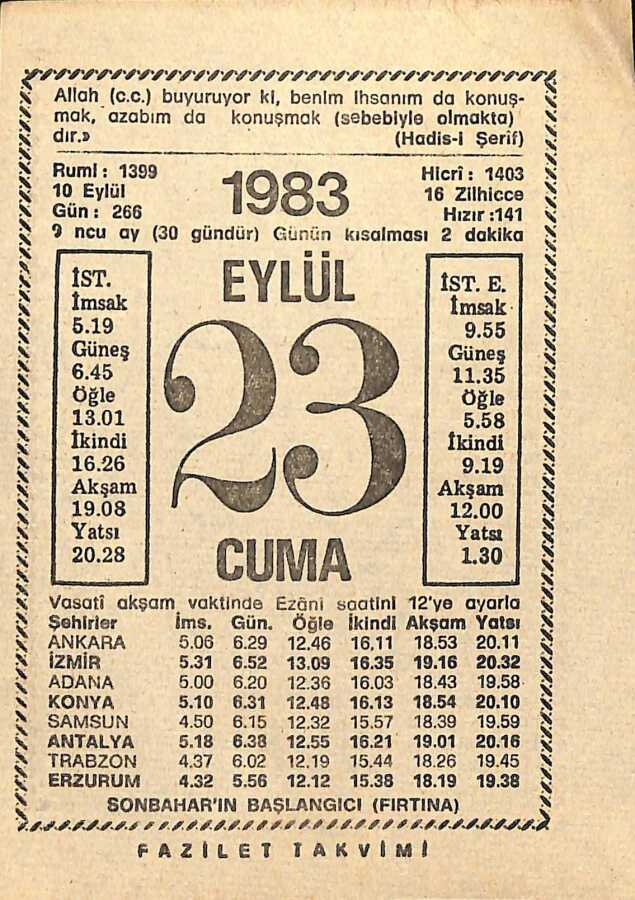 Allah (c.c.) buyuruyor ki, benim ihsanım da konuş-
mak, azabım da konuşmak (sebebiyle olmakta)
dır.»
(Hadis-i Şerif)
Rumî : 1399
10 Eylül
Gün : 266
1983
Hicrî : 1403
16 Zilhicce
Hızır :141
9 ncu ay (30 gündür) Günün kısalması 2 dakika
İST.
İmsak
5.19
Güneş
6.45
Öğle
13.01
İkindi
16.26
Akşam
19.08
Yatsı
20.28
EYLÜL
23
CUMA
İST. E.
İmsak
9.55
Güneş
11.35
Öğle
5.58
İkindi
9.19
Akşam
12.00
Yatsı
1.30
Vasatî akşam vaktinde Ezânî saatini 12'ye ayarla
Şehirler İms. Gün. Öğle İkindi Akşam Yatsı
ANKARA 5.06 6.29 12.46 16.11 18.53 20.11
İZMİR 5.31 6.52 13.09 16.35 19.16 20.32
ADANA 5.00 6.20 12.36 16.03 18.43 19.58
KONYA 5.10 6.31 12.48 16.13 18.54 20.10
SAMSUN 4.50 6.15 12.32 15.57 18.39 19.59
ANTALYA 5.18 6.38 12.55 16.21 19.01 20.16
TRABZON 4.37 6.02 12.19 15.44 18.26 19.45
ERZURUM 4.32 5.56 12.12 15.38 18.19 19.38
SONBAHAR'IN BAŞLANGICI (FIRTINA)
FAZİLET TAKVİMİ